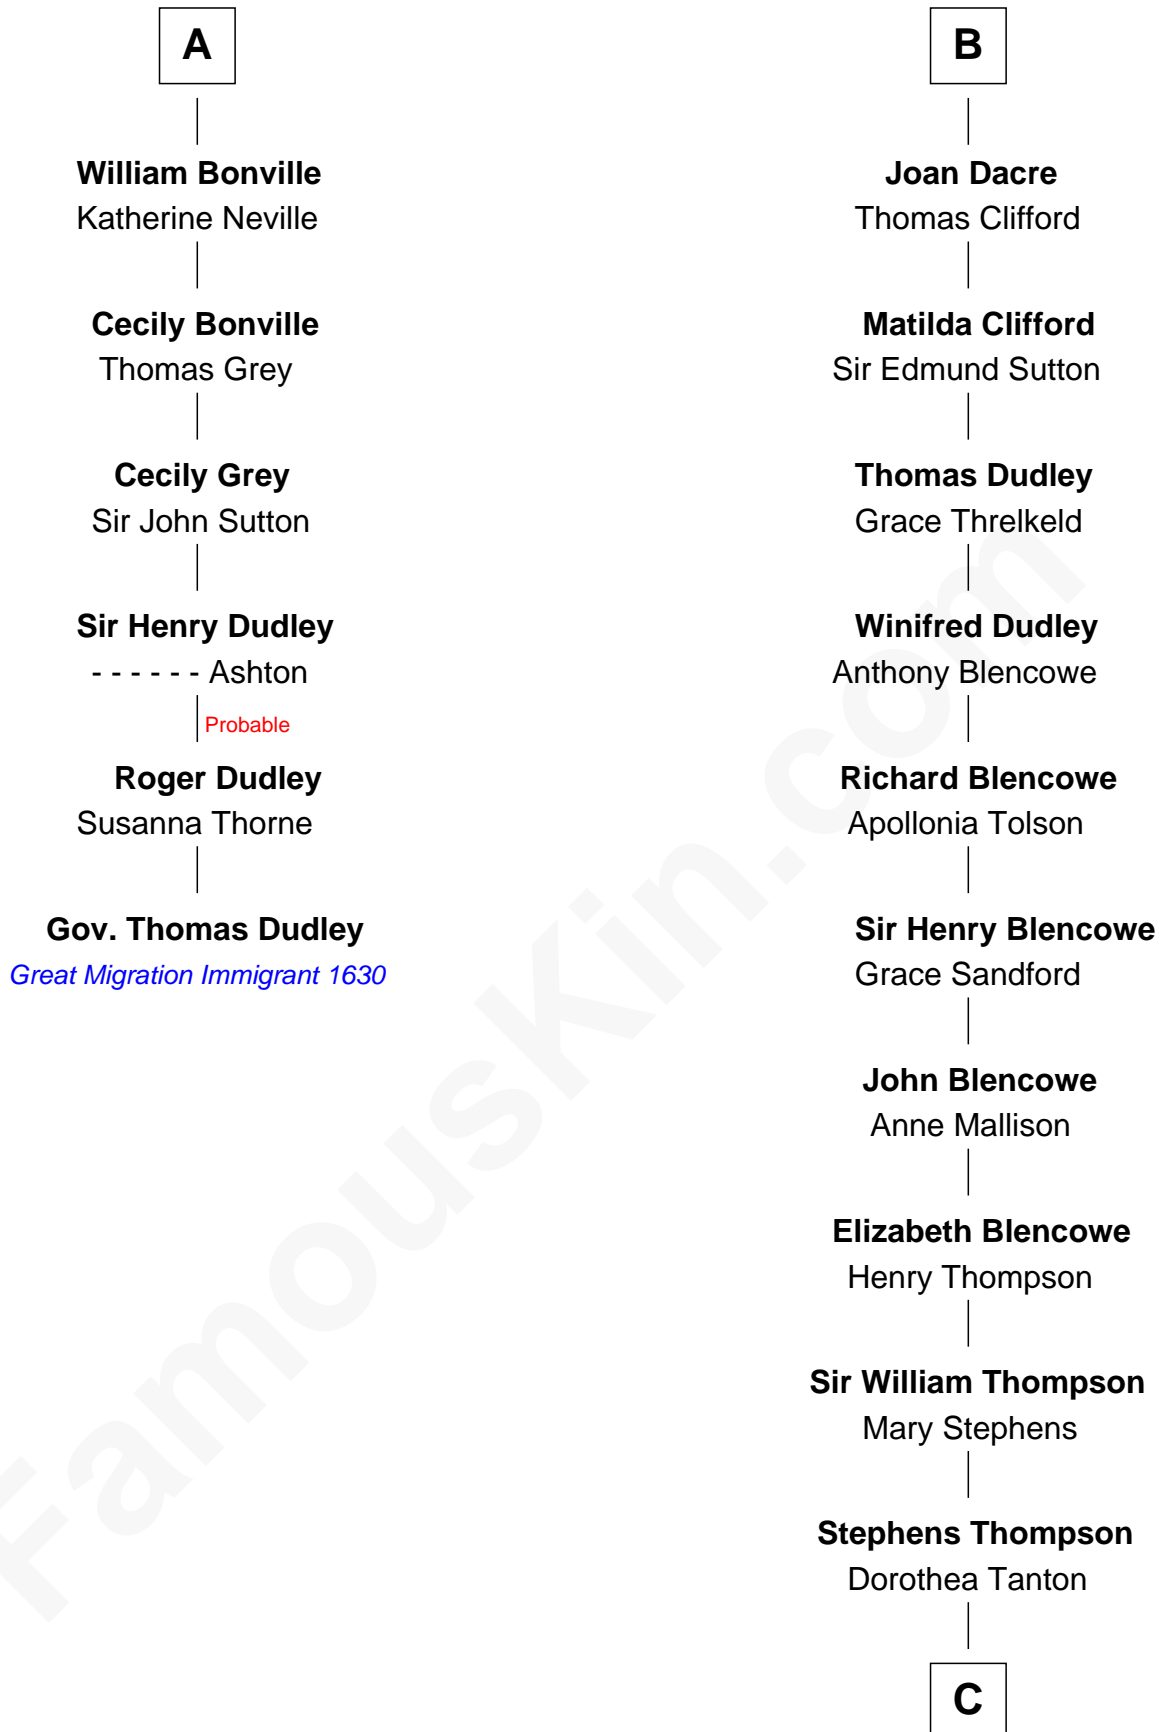 A
William Bonville
Katherine Neville
Cecily Bonville
Thomas Grey
Cecily Grey
Sir John Sutton
Sir Henry Dudley
- - - - - - Ashton
Probable
Roger Dudley
Susanna Thorne
Gov. Thomas Dudley
Great Migration Immigrant 1630
B
Joan Dacre
Thomas Clifford
Matilda Clifford
Sir Edmund Sutton
Thomas Dudley
Grace Threlkeld
Winifred Dudley
Anthony Blencowe
Richard Blencowe
Apollonia Tolson
Sir Henry Blencowe
Grace Sandford
John Blencowe
Anne Mallison
Elizabeth Blencowe
Henry Thompson
Sir William Thompson
Mary Stephens
Stephens Thompson
Dorothea Tanton
C
FamousKin.com